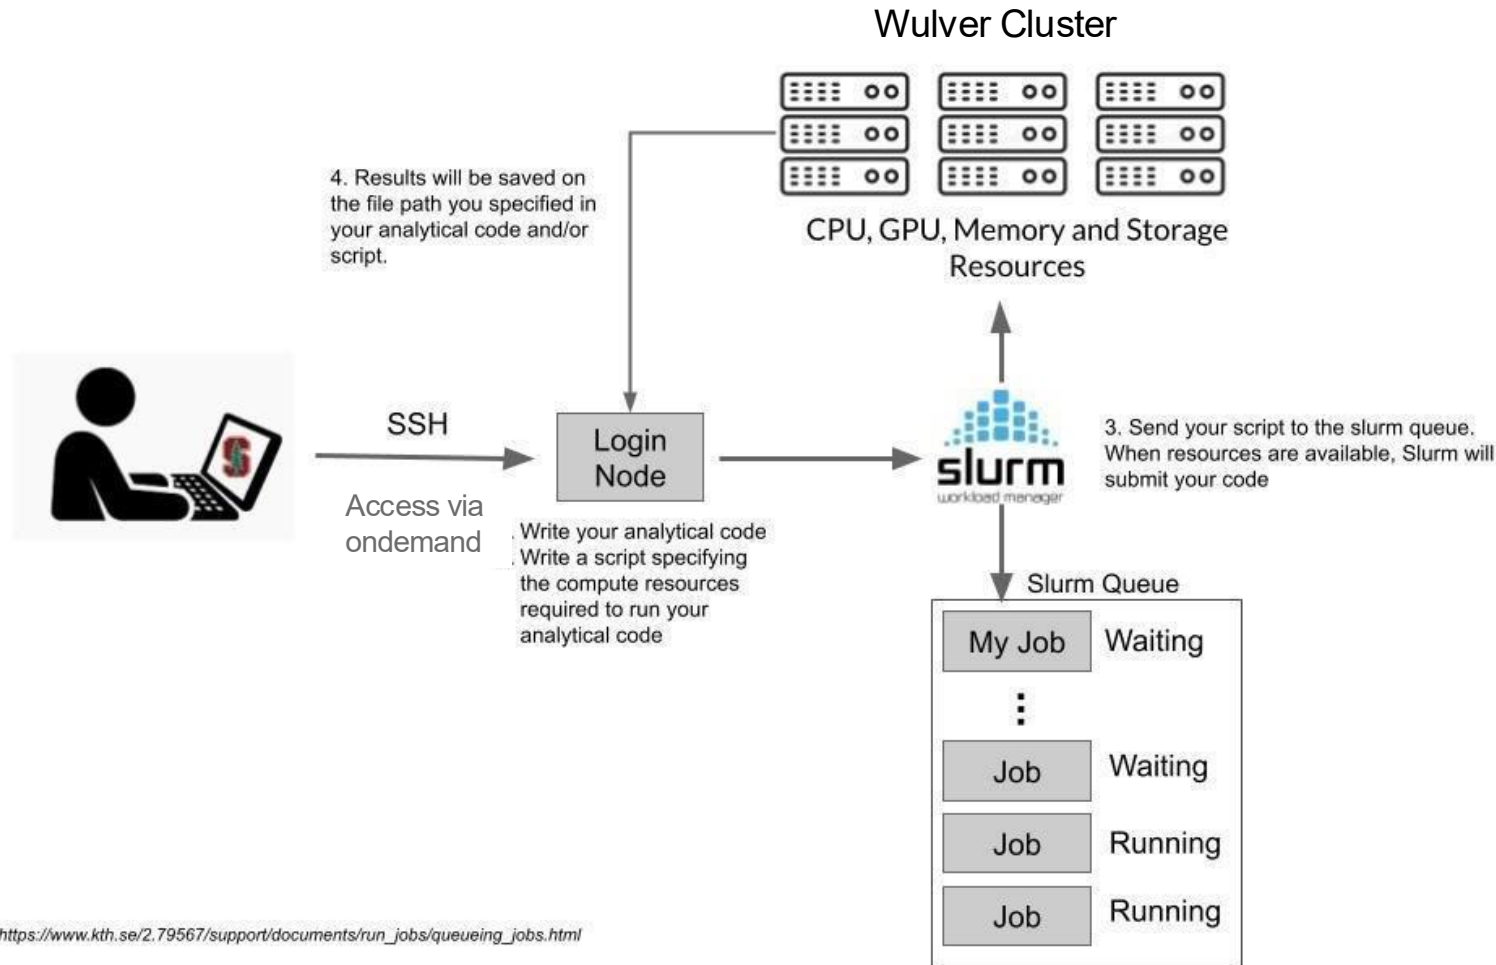 Wulver Cluster
CPU, GPU, Memory and Storage
Resources
4. Results will be saved on
the file path you specified in
your analytical code and/or
script.
S
SSH
Access via
ondemand
Login
Node
. Write your analytical code
. Write a script specifying
the compute resources
required to run your
analytical code
slurm
workload manager
3. Send your script to the slurm queue.
When resources are available, Slurm will
submit your code
Slurm Queue
My Job Waiting
⋮
Job Waiting
Job Running
Job Running
https://www.kth.se/2.79567/support/documents/run_jobs/queueing_jobs.html